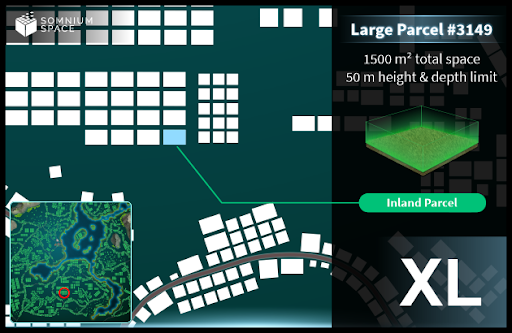 SOMNIUM
SPACE
Large Parcel #3149
1500 m² total space
50 m height & depth limit
Inland Parcel
XL